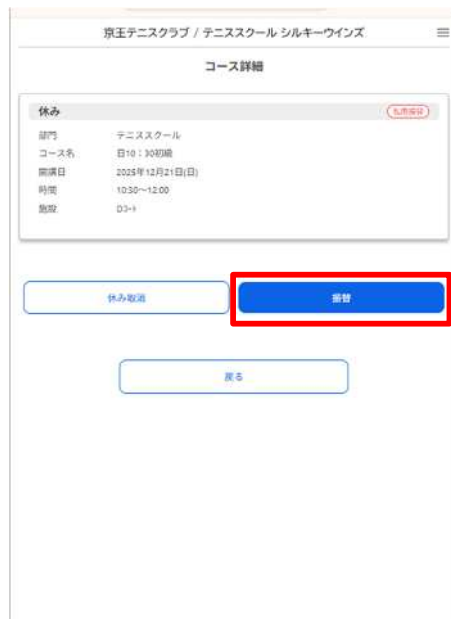 京王テニスクラブ / テニススクール シルキーウインズ
コース詳細
休み
部門 テニススクール
コース名 日10：30初級
開講日 2025年12月21日(日)
時間 10:30～12:00
施設 Dコート
休み取消
振替
戻る